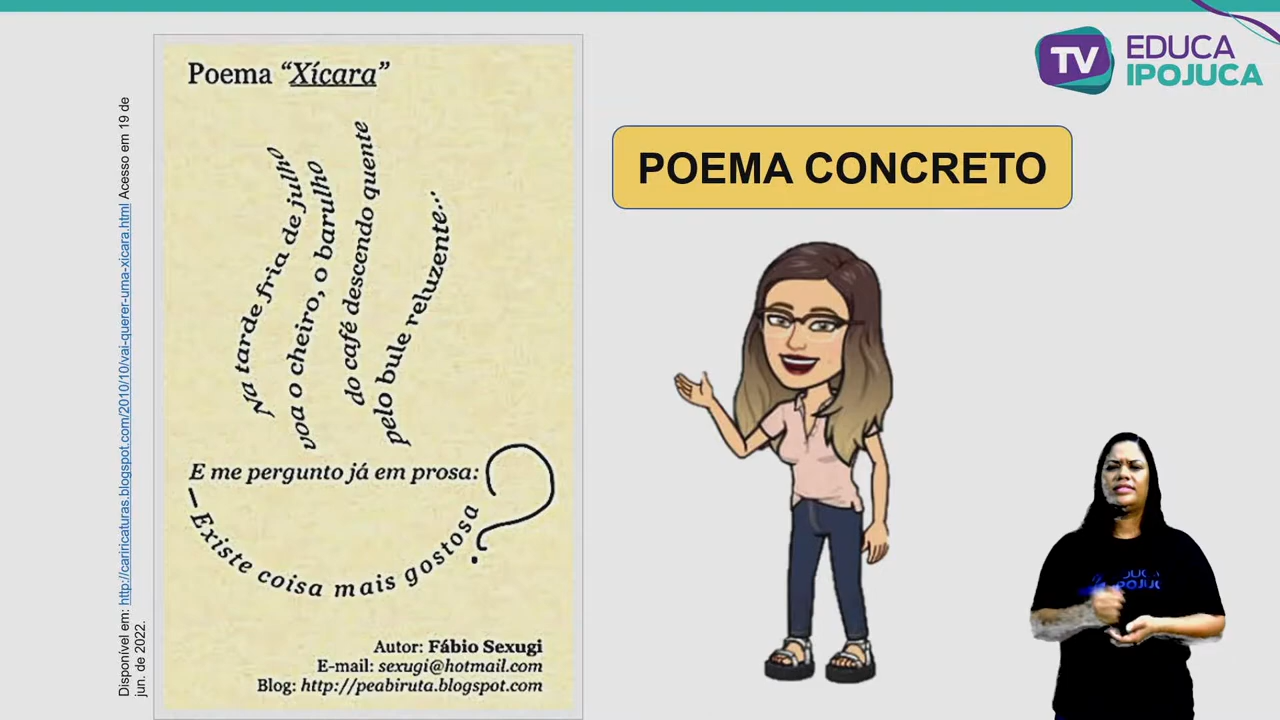 TV EDUCA
IPOJUCA
Poema “Xícara”
POEMA CONCRETO
Na tarde fria de julho
voa o cheiro, o barulho
do café descendo quente
pelo bule reluzente...
E me pergunto já em prosa:
— Existe coisa mais gostosa?
Autor: Fábio Sexugi
E-mail: sexugi@hotmail.com
Blog: http://peabiruta.blogspot.com
Disponível em: http://cariricaturas.blogspot.com/2010/10/vai-querer-uma-xicara.html Acesso em 19 de
jun. de 2022.